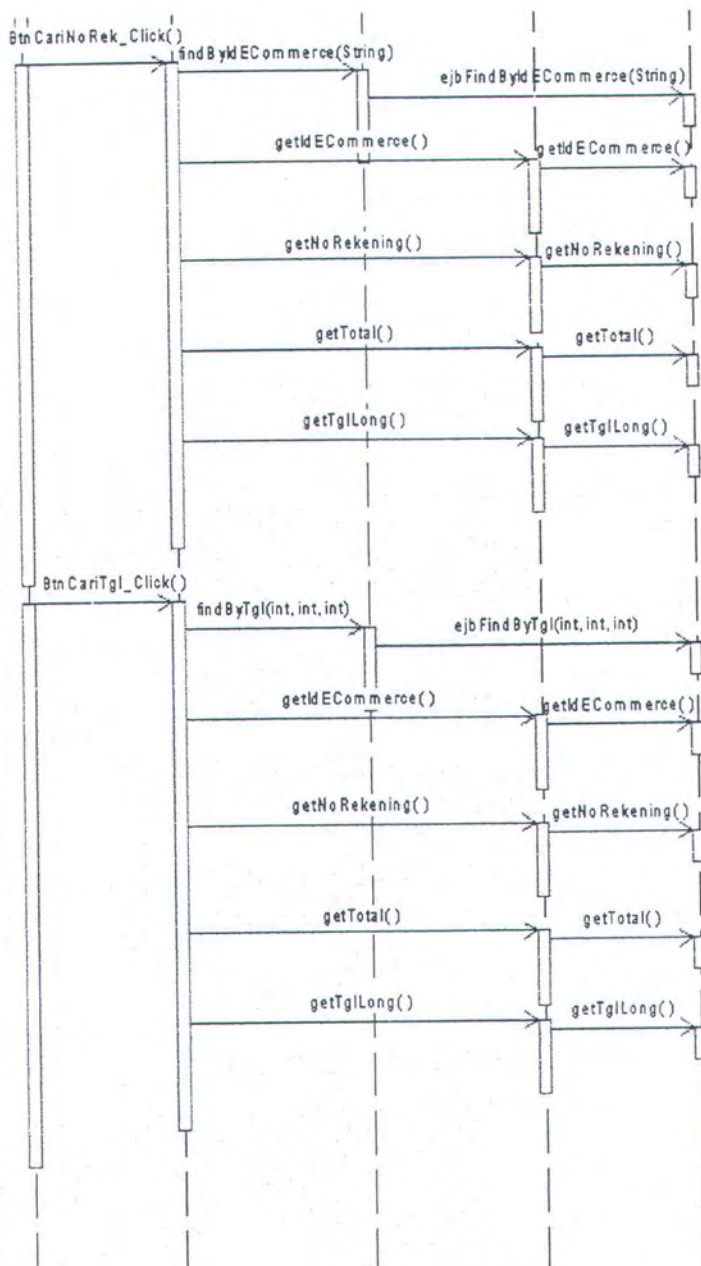 BtnCariNoRek_Click()
findByIdECommerce(String)
ejbFindByIdECommerce(String)
getIdECommerce()
getIdECommerce()
getNoRekening()
getNoRekening()
getTotal()
getTotal()
getTglLong()
getTglLong()
BtnCariTgl_Click()
findByTgl(int, int, int)
ejbFindByTgl(int, int, int)
getIdECommerce()
getIdECommerce()
getNoRekening()
getNoRekening()
getTotal()
getTotal()
getTglLong()
getTglLong()